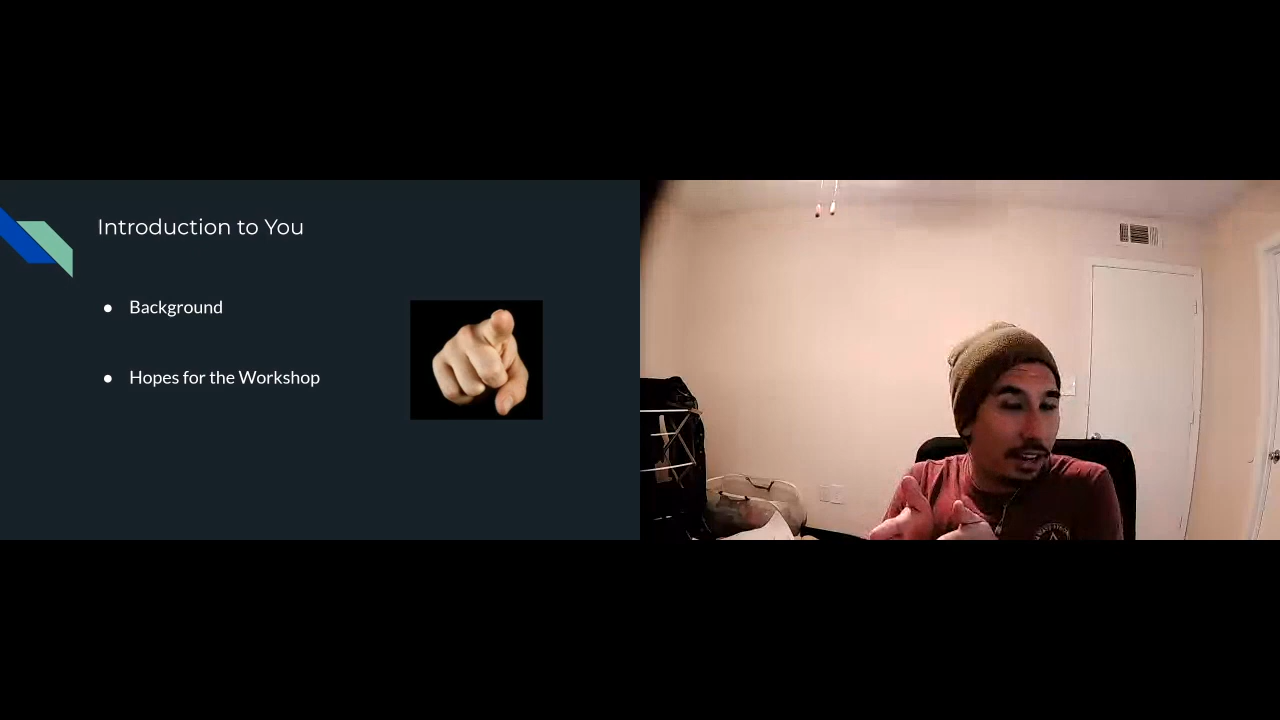 Introduction to You
● Background
● Hopes for the Workshop